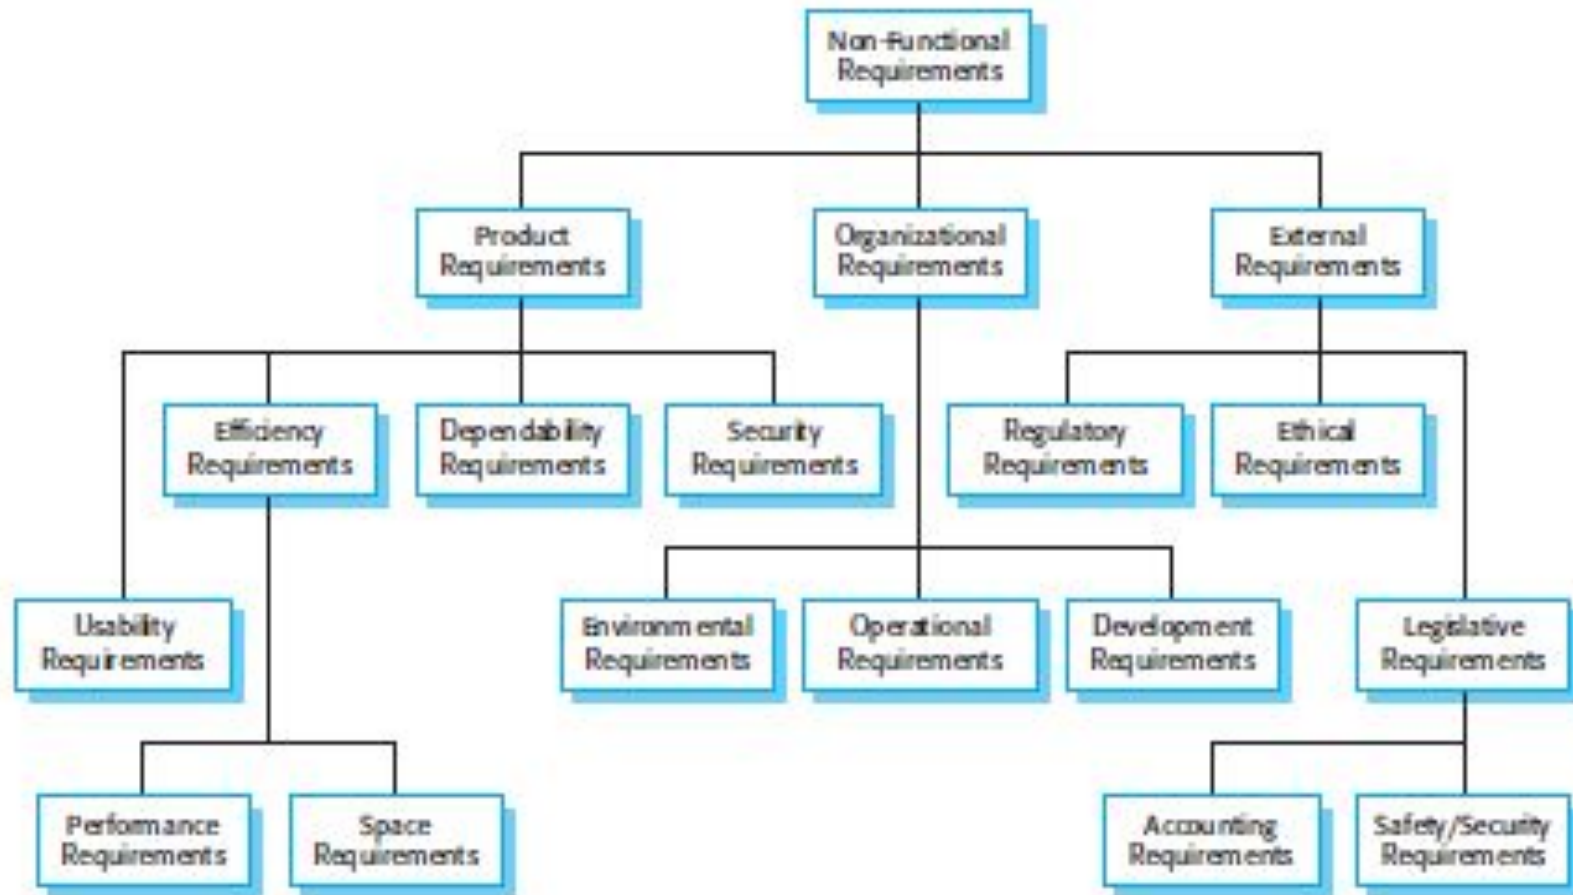 Non-Functional
Requirements
Product
Requirements
Organizational
Requirements
External
Requirements
Efficiency
Requirements
Dependability
Requirements
Security
Requirements
Regulatory
Requirements
Ethical
Requirements
Usability
Requirements
Environmental
Requirements
Operational
Requirements
Development
Requirements
Legislative
Requirements
Performance
Requirements
Space
Requirements
Accounting
Requirements
Safety/Security
Requirements